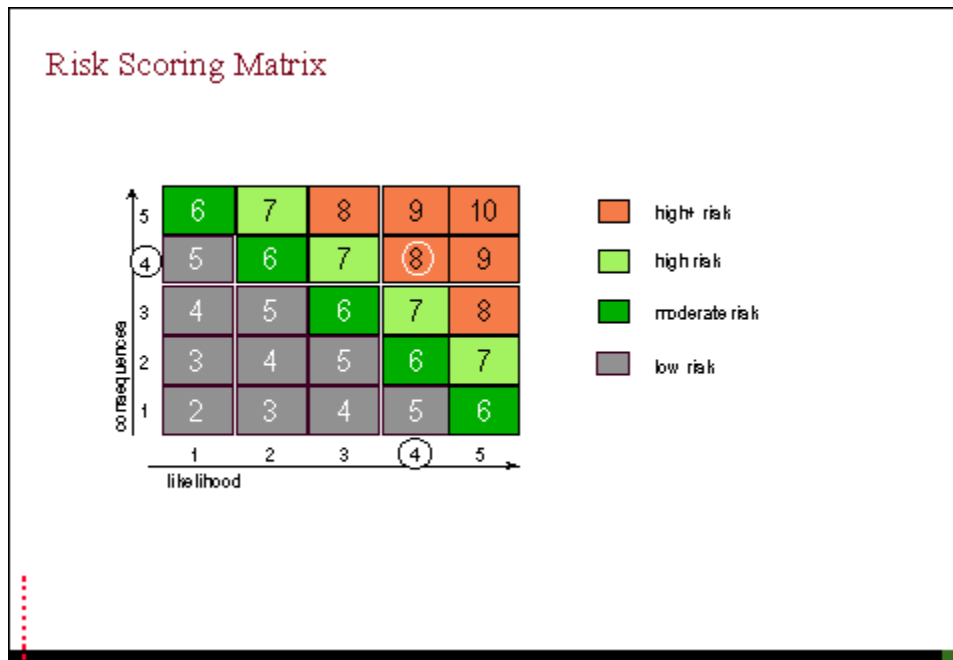 Risk Scoring Matrix
5 6 7 8 9 10
4 5 6 7 8 9
3 4 5 6 7 8
2 3 4 5 6 7
1 2 3 4 5 6
1 2 3 4 5
consequences
likelihood
high+ risk
high risk
moderate risk
low risk